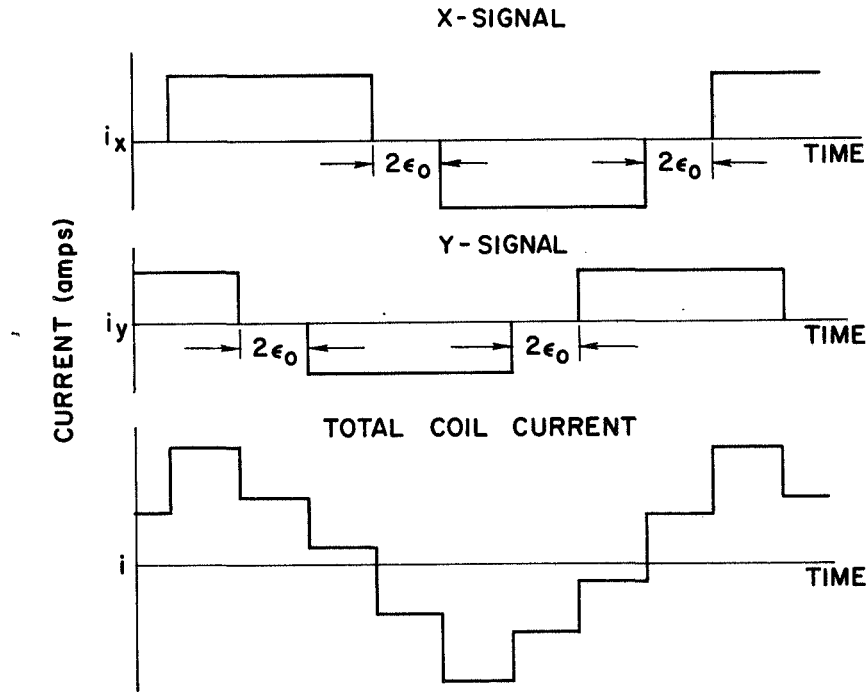 X-SIGNAL
ix
2ϵ0
2ϵ0
TIME
Y-SIGNAL
iy
2ϵ0
2ϵ0
TIME
CURRENT (amps)
TOTAL COIL CURRENT
i
TIME